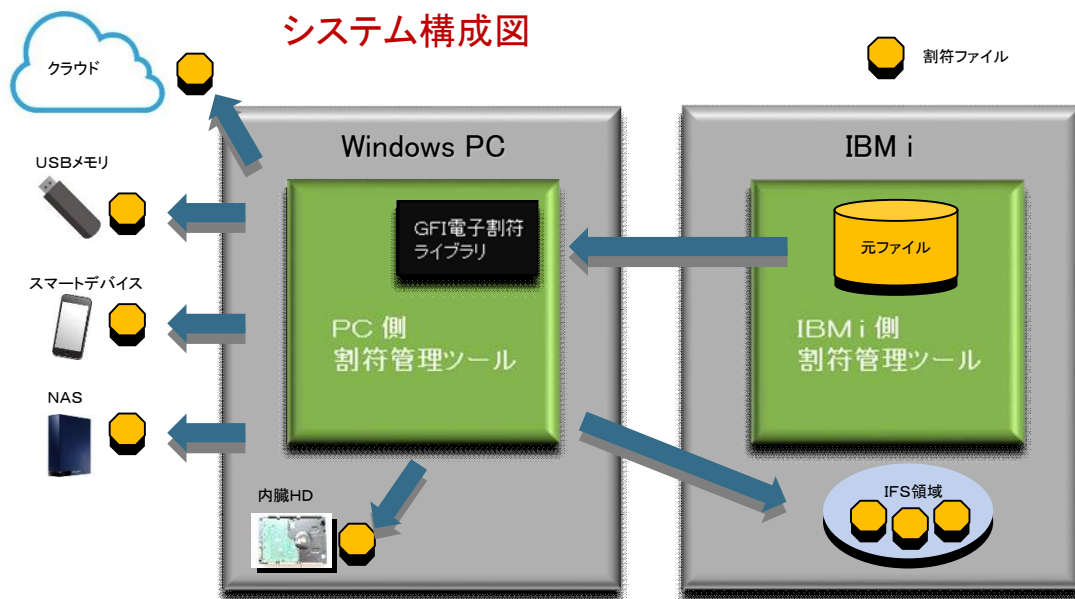 システム構成図
クラウド
割符ファイル
Windows PC
IBM i
USBメモリ
GFI電子割符
ライブラリ
元ファイル
スマートデバイス
PC 側
割符管理ツール
IBM i 側
割符管理ツール
NAS
内臓HD
IFS領域